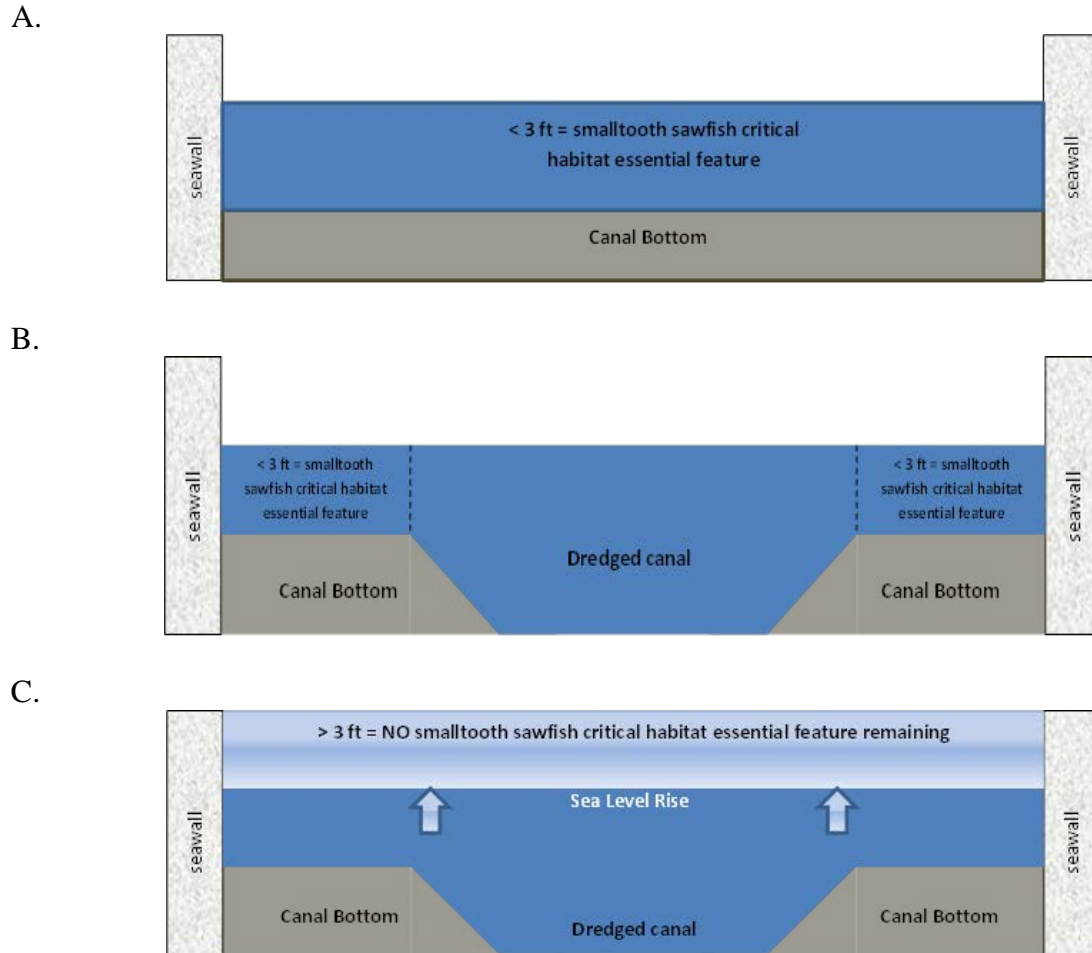 A.
seawall
< 3 ft = smalltooth sawfish critical
habitat essential feature
Canal Bottom
seawall
B.
seawall
< 3 ft = smalltooth
sawfish critical habitat
essential feature
Canal Bottom
Dredged canal
< 3 ft = smalltooth
sawfish critical habitat
essential feature
Canal Bottom
seawall
C.
seawall
> 3 ft = NO smalltooth sawfish critical habitat essential feature remaining
Sea Level Rise
Canal Bottom
Dredged canal
Canal Bottom
seawall